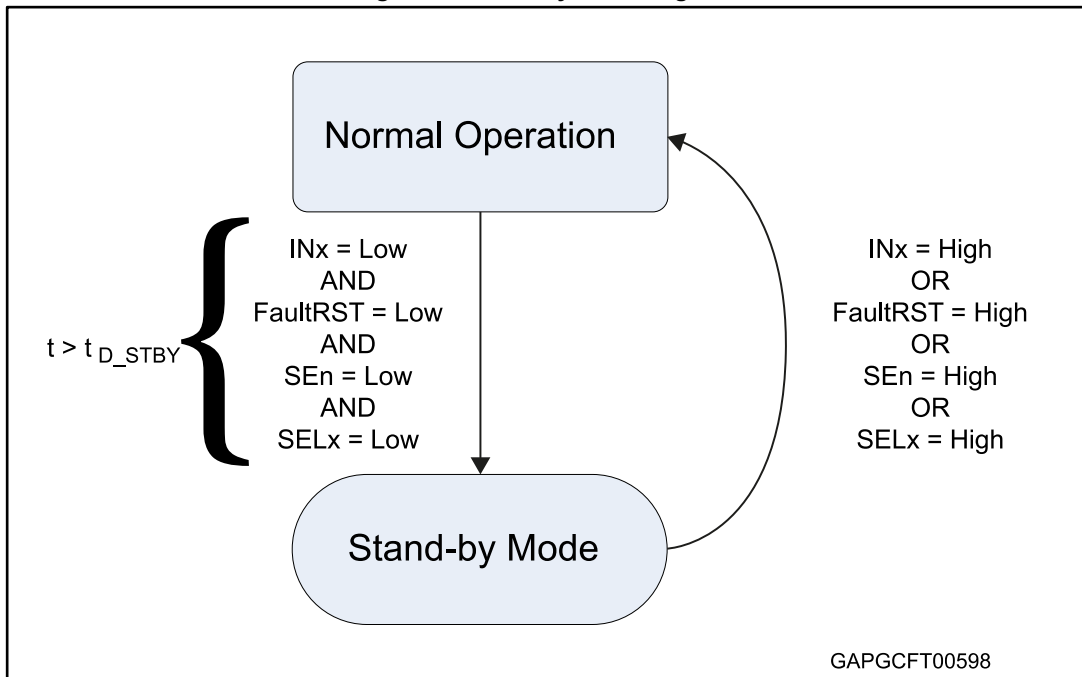 Normal Operation
t > t D_STBY
{
INx = Low
AND
FaultRST = Low
AND
SEn = Low
AND
SELx = Low
INx = High
OR
FaultRST = High
OR
SEn = High
OR
SELx = High
Stand-by Mode
GAPGCFT00598